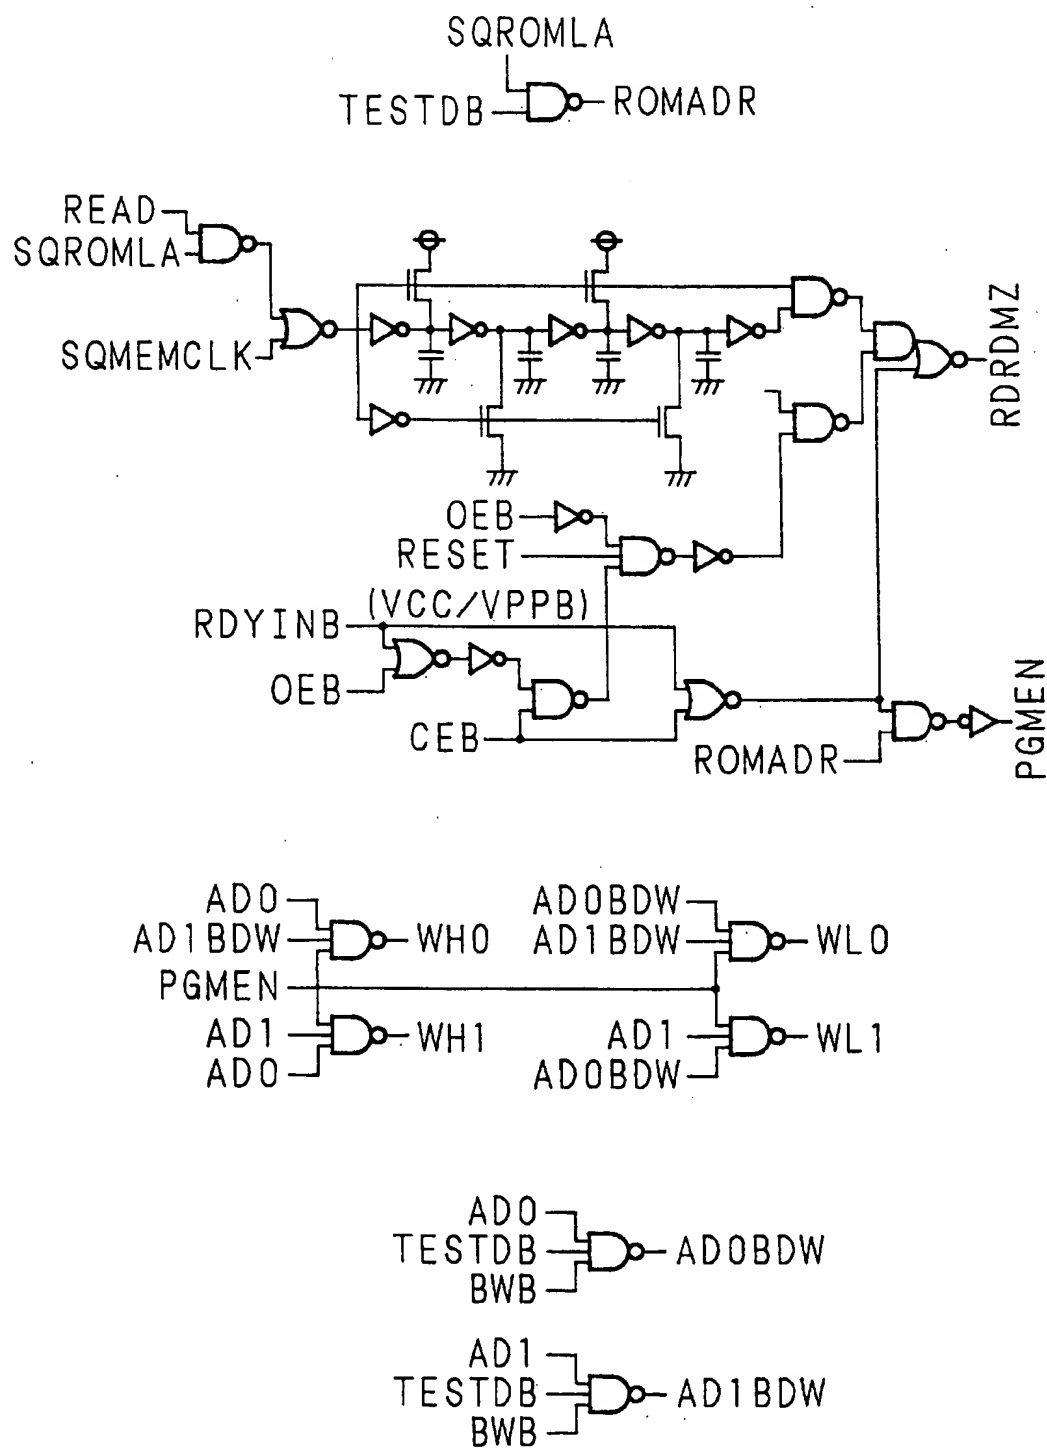 SQROMLA
TESTDB
ROMADR
READ
SQROMLA
SQMEMCLK
RDRDMZ
OEB
RESET
(VCC/VPPB)
RDYINB
OEB
CEB
ROMADR
PGMEN
AD0
AD1BDW
WH0
PGMEN
AD1
WH1
AD0
AD0BDW
AD1BDW
WL0
AD1
WL1
AD0BDW
AD0
TESTDB
AD0BDW
BWB
AD1
TESTDB
AD1BDW
BWB